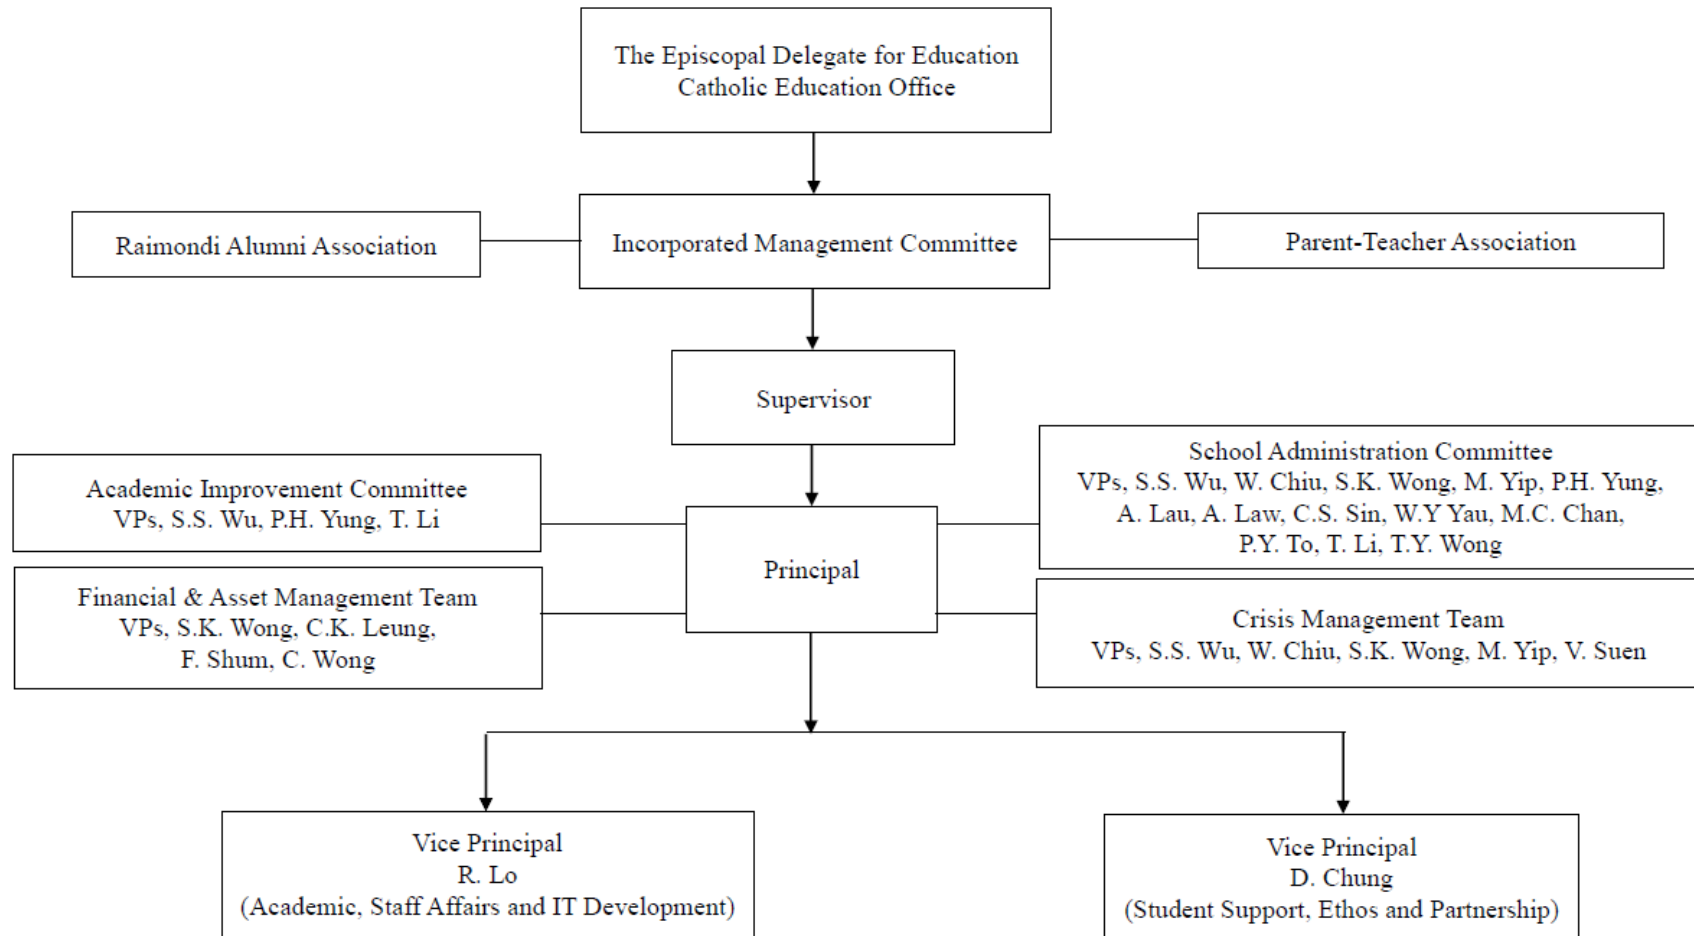 The Episcopal Delegate for Education
Catholic Education Office
Raimondi Alumni Association
Incorporated Management Committee
Parent-Teacher Association
Supervisor
Academic Improvement Committee
VPs, S.S. Wu, P.H. Yung, T. Li
School Administration Committee
VPs, S.S. Wu, W. Chiu, S.K. Wong, M. Yip, P.H. Yung,
A. Lau, A. Law, C.S. Sin, W.Y Yau, M.C. Chan,
P.Y. To, T. Li, T.Y. Wong
Principal
Financial & Asset Management Team
VPs, S.K. Wong, C.K. Leung,
F. Shum, C. Wong
Crisis Management Team
VPs, S.S. Wu, W. Chiu, S.K. Wong, M. Yip, V. Suen
Vice Principal
R. Lo
(Academic, Staff Affairs and IT Development)
Vice Principal
D. Chung
(Student Support, Ethos and Partnership)